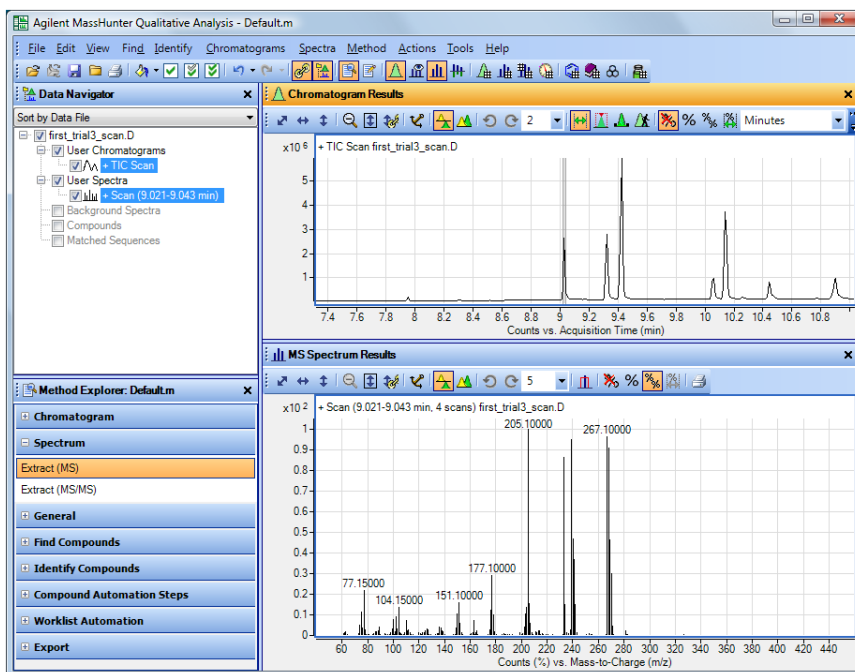 Agilent MassHunter Qualitative Analysis - Default.m
File Edit View Find Identify Chromatograms Spectra Method Actions Tools Help
Data Navigator
Sort by Data File
first_trial3_scan.D
User Chromatograms
+ TIC Scan
User Spectra
+ Scan (9.021-9.043 min)
Background Spectra
Compounds
Matched Sequences
Method Explorer: Default.m
Chromatogram
Spectrum
Extract (MS)
Extract (MS/MS)
General
Find Compounds
Identify Compounds
Compound Automation Steps
Worklist Automation
Export
Chromatogram Results
2 % Minutes
x10 6 + TIC Scan first_trial3_scan.D
5
4
3
2
1
7.4 7.6 7.8 8 8.2 8.4 8.6 8.8 9 9.2 9.4 9.6 9.8 10 10.2 10.4 10.6 10.8
Counts vs. Acquisition Time (min)
MS Spectrum Results
5 %
x10 2 + Scan (9.021-9.043 min, 4 scans) first_trial3_scan.D
205.10000 267.10000
1
0.9
0.8
0.7
0.6
0.5
0.4
0.3
177.10000
0.2
77.15000
104.15000 151.10000
0.1
0
60 80 100 120 140 160 180 200 220 240 260 280 300 320 340 360 380 400 420 440
Counts (%) vs. Mass-to-Charge (m/z)